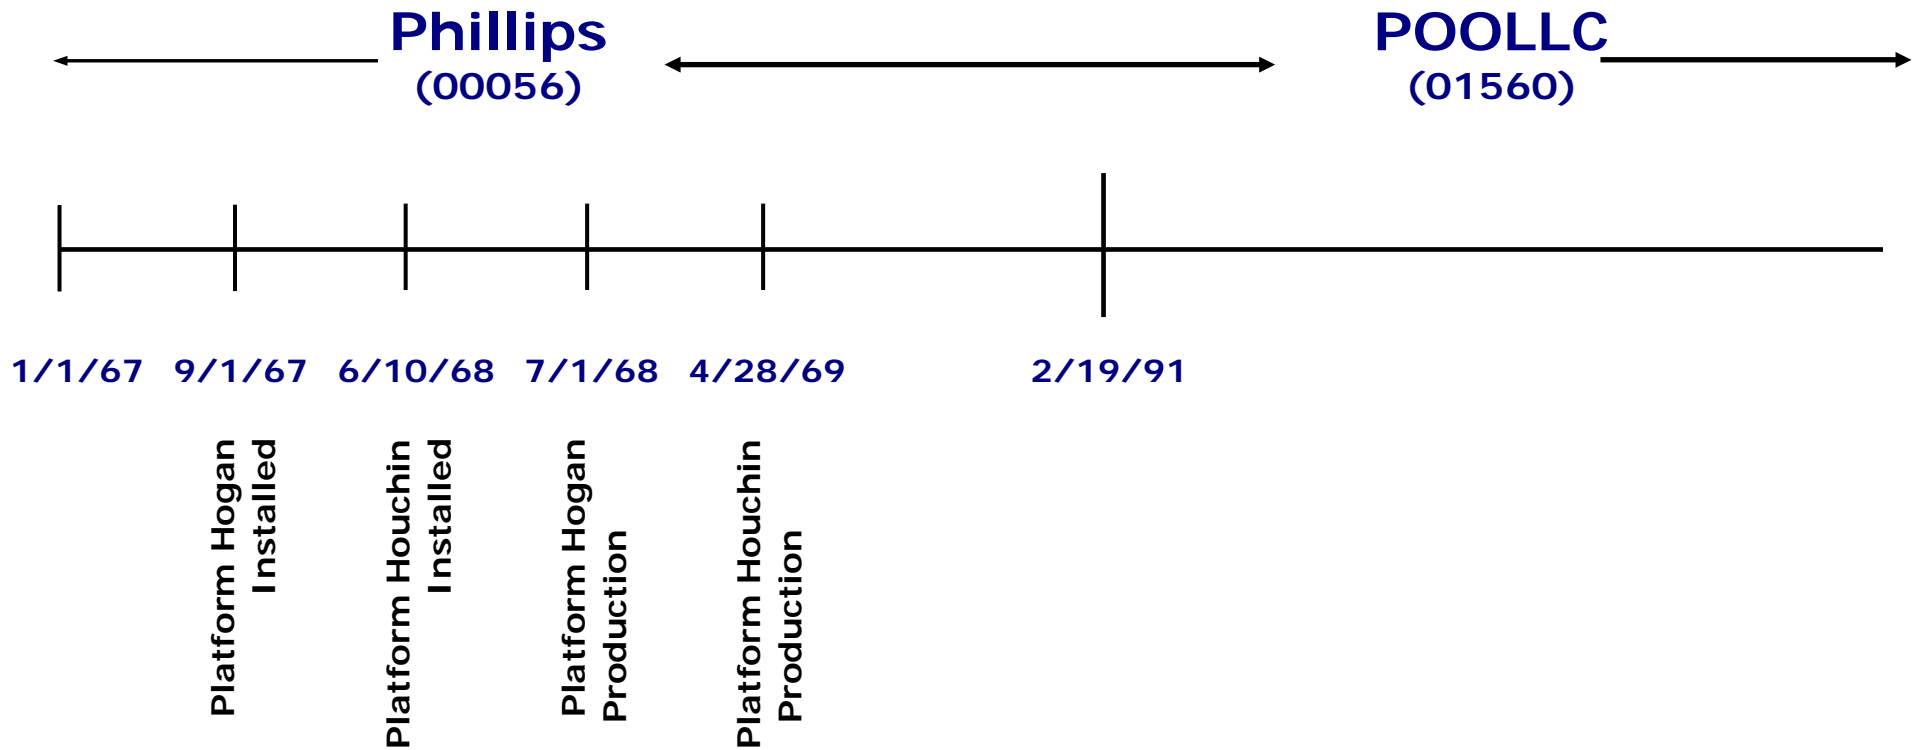 Phillips
(00056)
POOLLC
(01560)
1/1/67
9/1/67
6/10/68
7/1/68
4/28/69
2/19/91
Platform Hogan
Installed
Platform Houchin
Installed
Platform Hogan
Production
Platform Houchin
Production